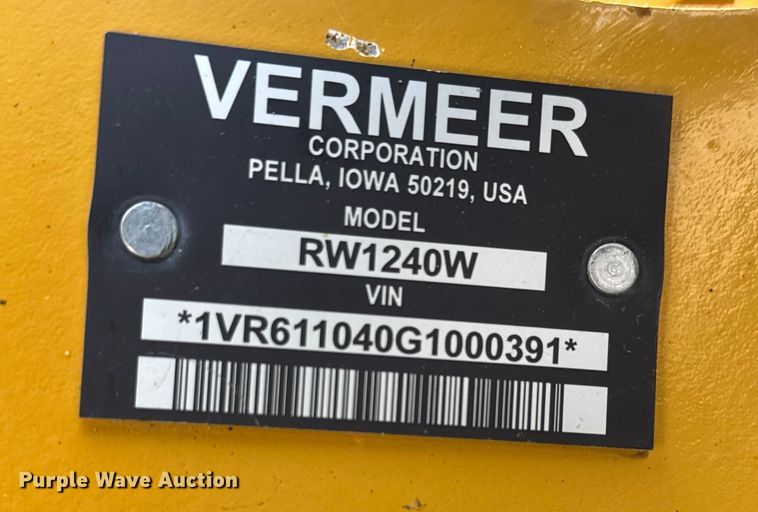 VERMEER
CORPORATION
PELLA, IOWA 50219, USA
MODEL
RW1240W
VIN
*1VR611040G1000391*
Purple Wave Auction